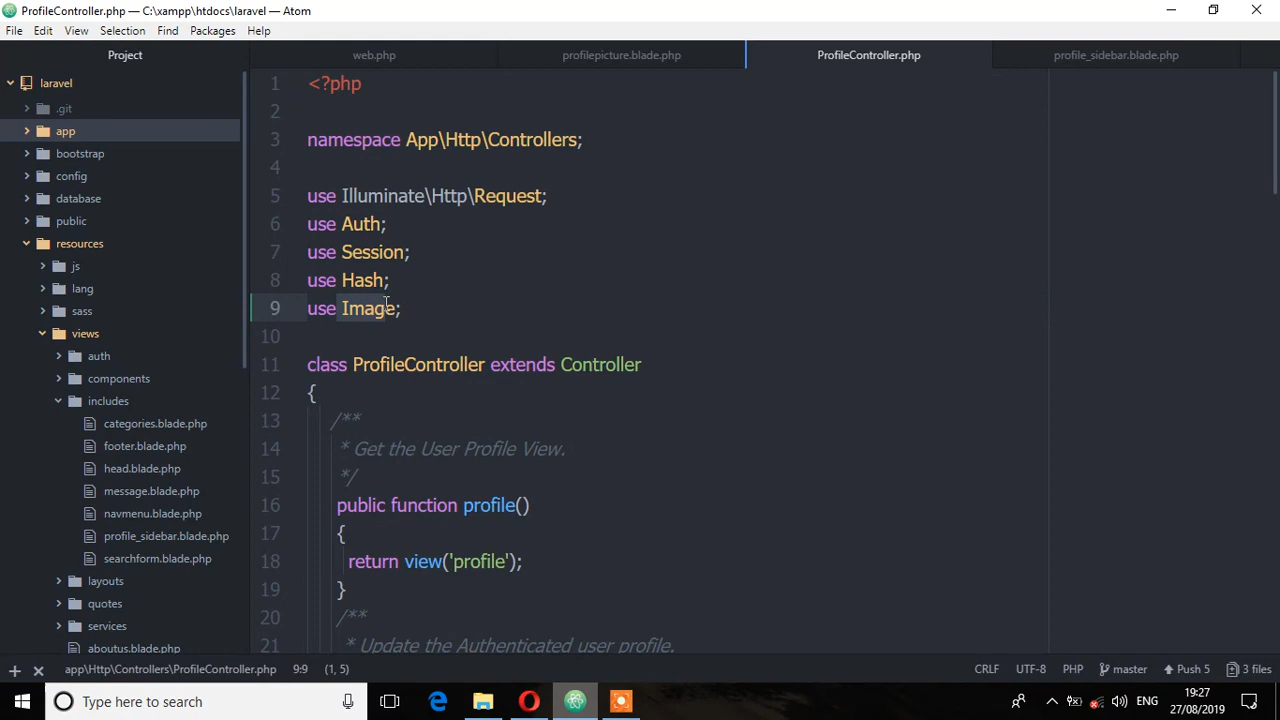 ProfileController.php — C:\xampp\htdocs\laravel — Atom
File Edit View Selection Find Packages Help
Project
web.php profilepicture.blade.php ProfileController.php profile_sidebar.blade.php
laravel
.git
app
bootstrap
config
database
public
resources
js
lang
sass
views
auth
components
includes
categories.blade.php
footer.blade.php
head.blade.php
message.blade.php
navmenu.blade.php
profile_sidebar.blade.php
searchform.blade.php
layouts
quotes
services
aboutus.blade.php
1 <?php
2
3 namespace App\Http\Controllers;
4
5 use Illuminate\Http\Request;
6 use Auth;
7 use Session;
8 use Hash;
9 use Image;
10
11 class ProfileController extends Controller
12 {
13 /**
14 * Get the User Profile View.
15 */
16 public function profile()
17 {
18 return view('profile');
19 }
20 /**
21 * Update the Authenticated user profile.
app\Http\Controllers\ProfileController.php 9:9 (1, 5) CRLF UTF-8 PHP master Push 5 3 files
Type here to search
ENG
19:27
27/08/2019